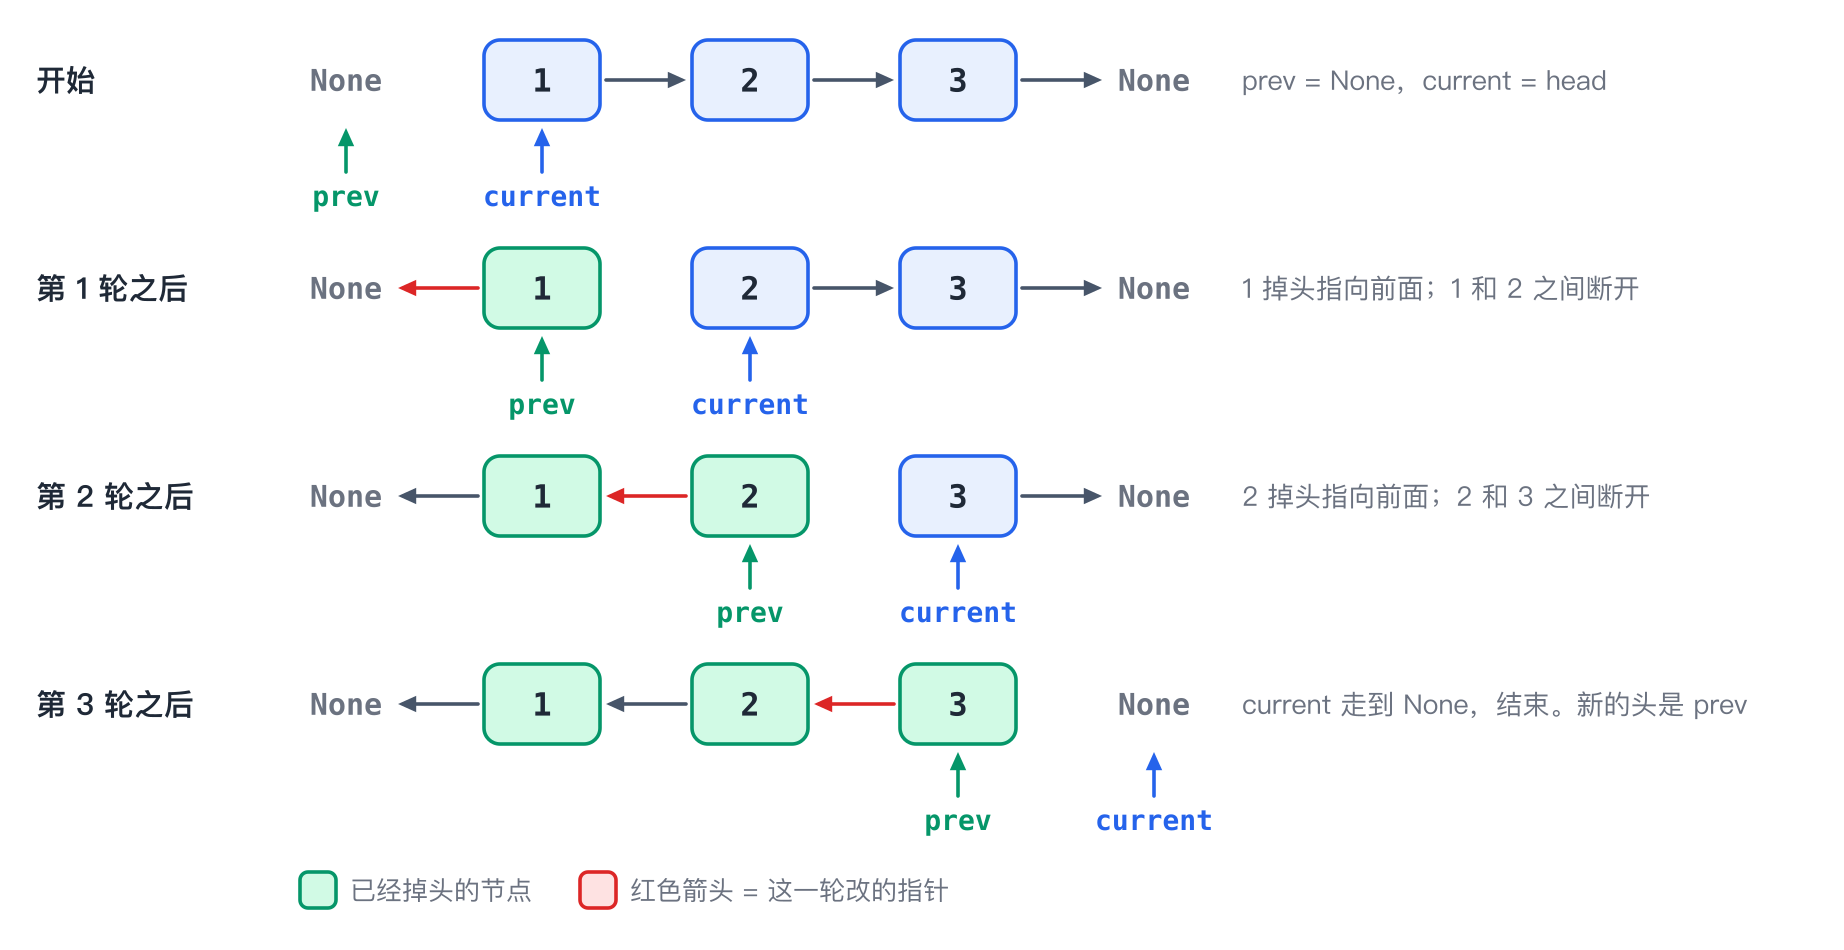 开始 None 1 2 3 None prev = None，current = head
prev current
第 1 轮之后 None 1 2 3 None 1 掉头指向前面；1 和 2 之间断开
prev current
第 2 轮之后 None 1 2 3 None 2 掉头指向前面；2 和 3 之间断开
prev current
第 3 轮之后 None 1 2 3 None current 走到 None，结束。新的头是 prev
prev current
已经掉头的节点 红色箭头 = 这一轮改的指针